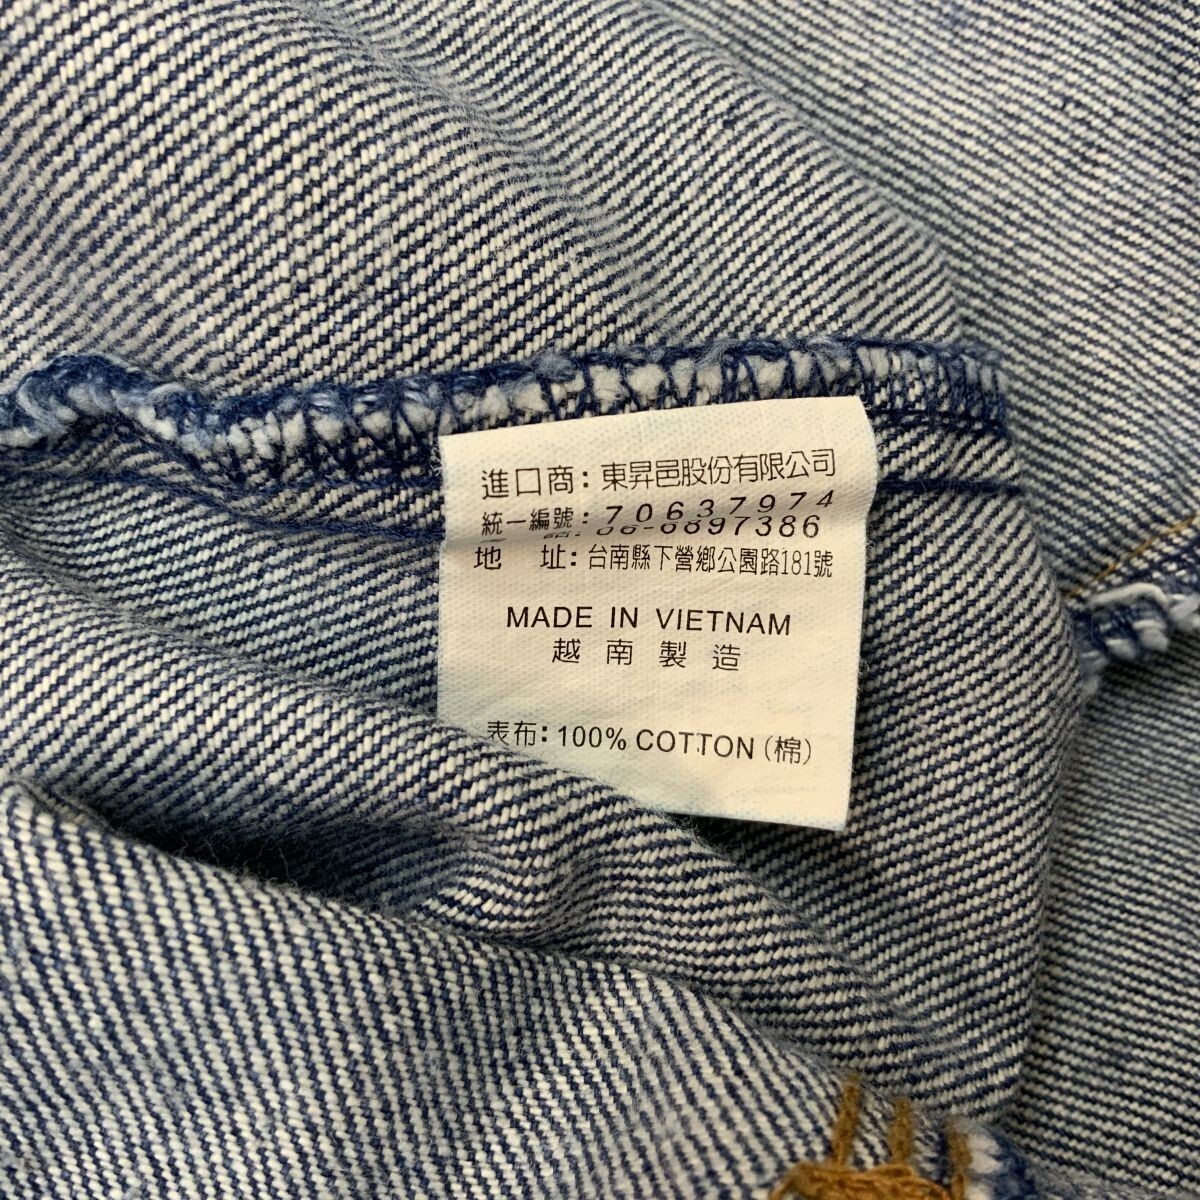 進口商：東昇邑股份有限公司
統一編號：70637974
06-6897386
地　址：台南縣下營鄉公園路181號
MADE IN VIETNAM
越南製造
表布：100% COTTON（棉）